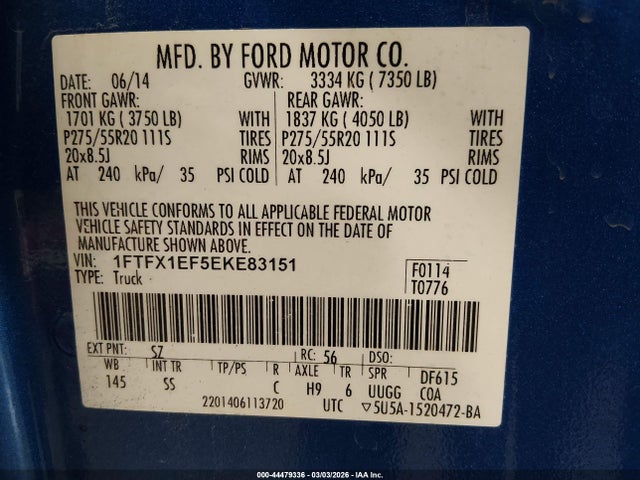 MFD. BY FORD MOTOR CO.
DATE: 06/14 GVWR: 3334 KG ( 7350 LB)
FRONT GAWR: REAR GAWR:
1701 KG ( 3750 LB) WITH 1837 KG ( 4050 LB) WITH
P275/55R20 111S TIRES P275/55R20 111S TIRES
20x8.5J RIMS 20x8.5J RIMS
AT 240 kPa/ 35 PSI COLD AT 240 kPa/ 35 PSI COLD
THIS VEHICLE CONFORMS TO ALL APPLICABLE FEDERAL MOTOR
VEHICLE SAFETY STANDARDS IN EFFECT ON THE DATE OF
MANUFACTURE SHOWN ABOVE.
VIN: 1FTFX1EF5EKE83151 F0114
TYPE: Truck T0776
EXT PNT: SZ RC: 56 DSO:
WB INT TR TP/PS R AXLE TR SPR DF615
145 SS C H9 6 UUGG COA
2201406113720 UTC ▽5U5A-1520472-BA
000-44479336 | 03/03/2026 | IAA Inc.